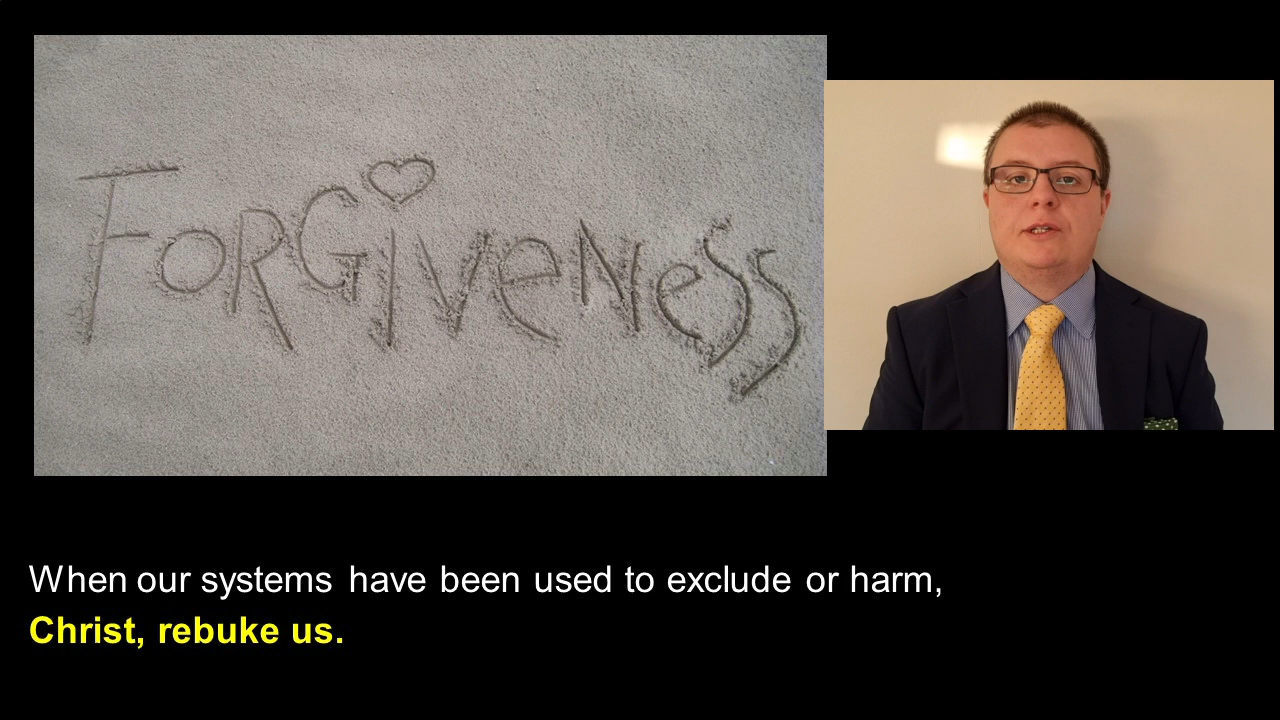 FORGiVeNeSS
When our systems have been used to exclude or harm,
Christ, rebuke us.